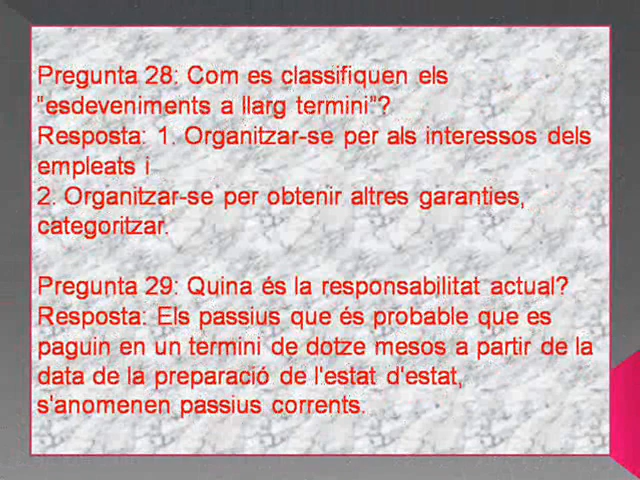 Pregunta 28: Com es classifiquen els
"esdeveniments a llarg termini"?
Resposta: 1. Organitzar-se per als interessos dels
empleats i
2. Organitzar-se per obtenir altres garanties,
categoritzar.
Pregunta 29: Quina és la responsabilitat actual?
Resposta: Els passius que és probable que es
paguin en un termini de dotze mesos a partir de la
data de la preparació de l'estat d'estat,
s'anomenen passius corrents.